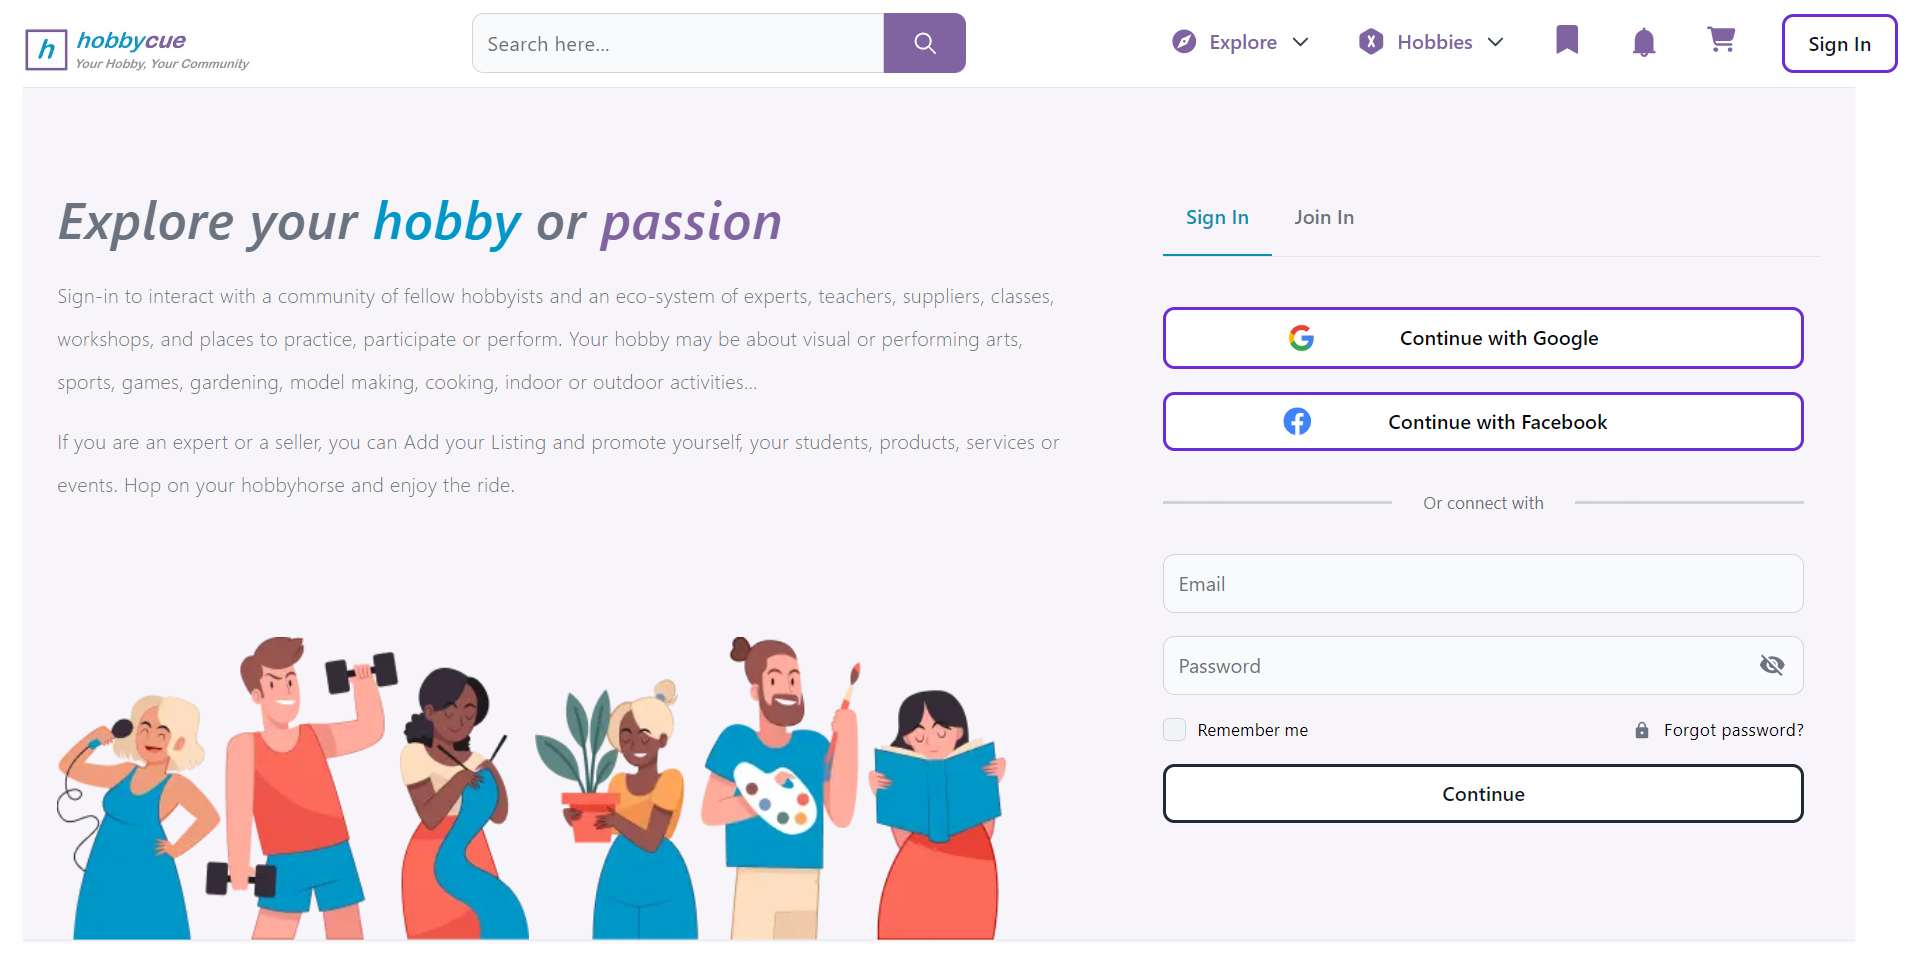 h hobbycue
Your Hobby, Your Community
Search here...
Explore
Hobbies
Sign In
Explore your hobby or passion
Sign-in to interact with a community of fellow hobbyists and an eco-system of experts, teachers, suppliers, classes,
workshops, and places to practice, participate or perform. Your hobby may be about visual or performing arts,
sports, games, gardening, model making, cooking, indoor or outdoor activities...
If you are an expert or a seller, you can Add your Listing and promote yourself, your students, products, services or
events. Hop on your hobbyhorse and enjoy the ride.
Sign In
Join In
Continue with Google
Continue with Facebook
Or connect with
Email
Password
Remember me
Forgot password?
Continue